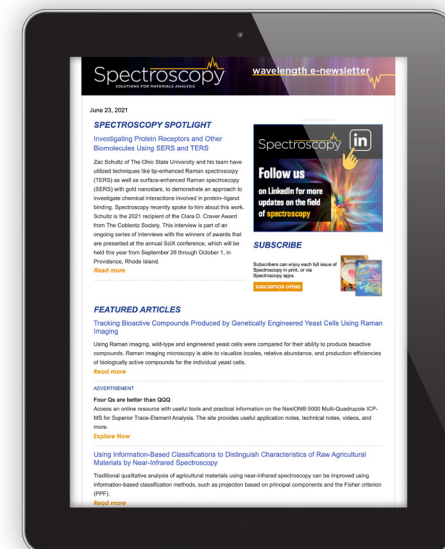 Spectroscopy
SOLUTIONS FOR MATERIALS ANALYSIS
wavelength e-newsletter
June 23, 2021
SPECTROSCOPY SPOTLIGHT
Investigating Protein Receptors and Other
Biomolecules Using SERS and TERS
Zac Schultz of The Ohio State University and his team have
utilized techniques like tip-enhanced Raman spectroscopy
(TERS) as well as surface-enhanced Raman spectroscopy
(SERS) with gold nanostars, to demonstrate an approach to
investigate chemical interactions involved in protein-ligand
binding. Spectroscopy recently spoke to him about this work.
Schultz is the 2021 recipient of the Clara D. Craver Award
from The Coblentz Society. This interview is part of an
ongoing series of interviews with the winners of awards that
are presented at the annual SciX conference, which will be
held this year from September 26 through October 1, in
Providence, Rhode Island.
Read more
Spectroscopy
in
Follow us
on LinkedIn for more
updates on the field
of spectroscopy
SUBSCRIBE
Subscribers can enjoy each full issue of
Spectroscopy in print, or via
Spectroscopy apps.
SUBSCRIPTION OFFERS
FEATURED ARTICLES
Tracking Bioactive Compounds Produced by Genetically Engineered Yeast Cells Using Raman
Imaging
Using Raman imaging, wild-type and engineered yeast cells were compared for their ability to produce bioactive
compounds. Raman imaging microscopy is able to visualize locales, relative abundance, and production efficiencies
of biologically active compounds for the individual yeast cells.
Read more
ADVERTISEMENT
Four Qs are better than QQQ
Access an online resource with useful tools and practical information on the NexION® 5000 Multi-Quadrupole ICP-
MS for Superior Trace-Element Analysis. The site provides useful application notes, technical notes, videos, and
more.
Explore Now
Using Information-Based Classifications to Distinguish Characteristics of Raw Agricultural
Materials by Near-Infrared Spectroscopy
Traditional qualitative analysis of agricultural materials using near-infrared spectroscopy can be improved using
information-based classification methods, such as projection based on principal components and the Fisher criterion
(PPF).
Read more